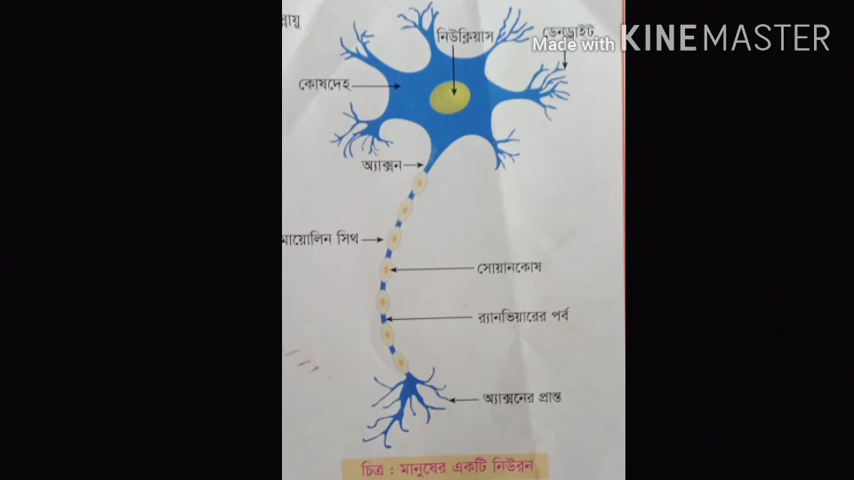 স্নায়ু
নিউক্লিয়াস
ডেনড্রাইট
Made with KINEMASTER
কোষদেহ
অ্যাক্সন
মায়োলিন সিথ
সোয়ানকোষ
র‍্যানভিয়ারের পর্ব
অ্যাক্সনের প্রান্ত
চিত্র : মানুষের একটি নিউরন